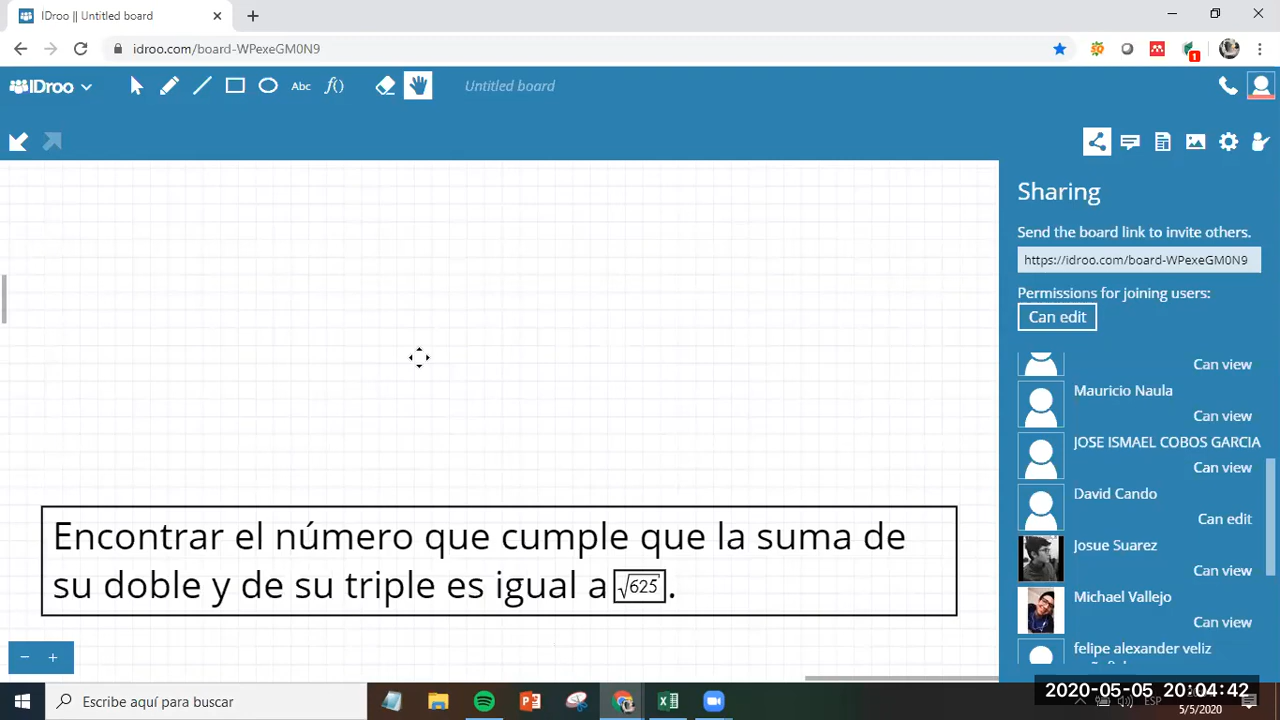 IDroo || Untitled board
idroo.com/board-WPexeGM0N9
1
IDroo
Abc
f()
Untitled board
Sharing
Send the board link to invite others.
https://idroo.com/board-WPexeGM0N9
Permissions for joining users:
Can edit
Can view
Mauricio Naula
Can view
JOSE ISMAEL COBOS GARCIA
Can view
David Cando
Can edit
Josue Suarez
Can view
Michael Vallejo
Can view
felipe alexander veliz
Encontrar el número que cumple que la suma de
su doble y de su triple es igual a √625.
Escribe aquí para buscar
ESP
2020-05-05 20:04:42
5/5/2020